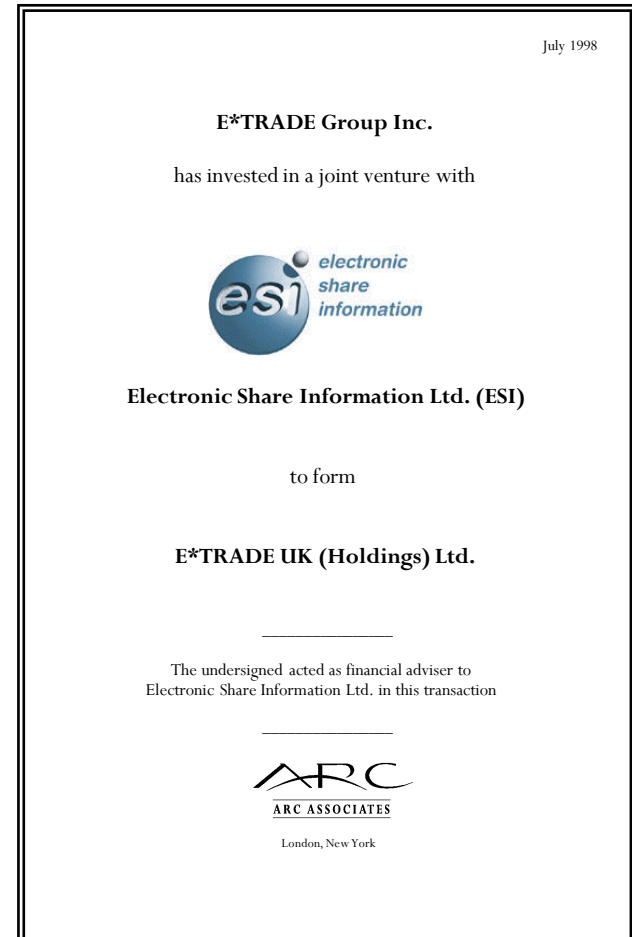 July 1998
E*TRADE Group Inc.
has invested in a joint venture with
esi
electronic
share
information
Electronic Share Information Ltd. (ESI)
to form
E*TRADE UK (Holdings) Ltd.
The undersigned acted as financial adviser to
Electronic Share Information Ltd. in this transaction
ARC
ARC ASSOCIATES
London, New York